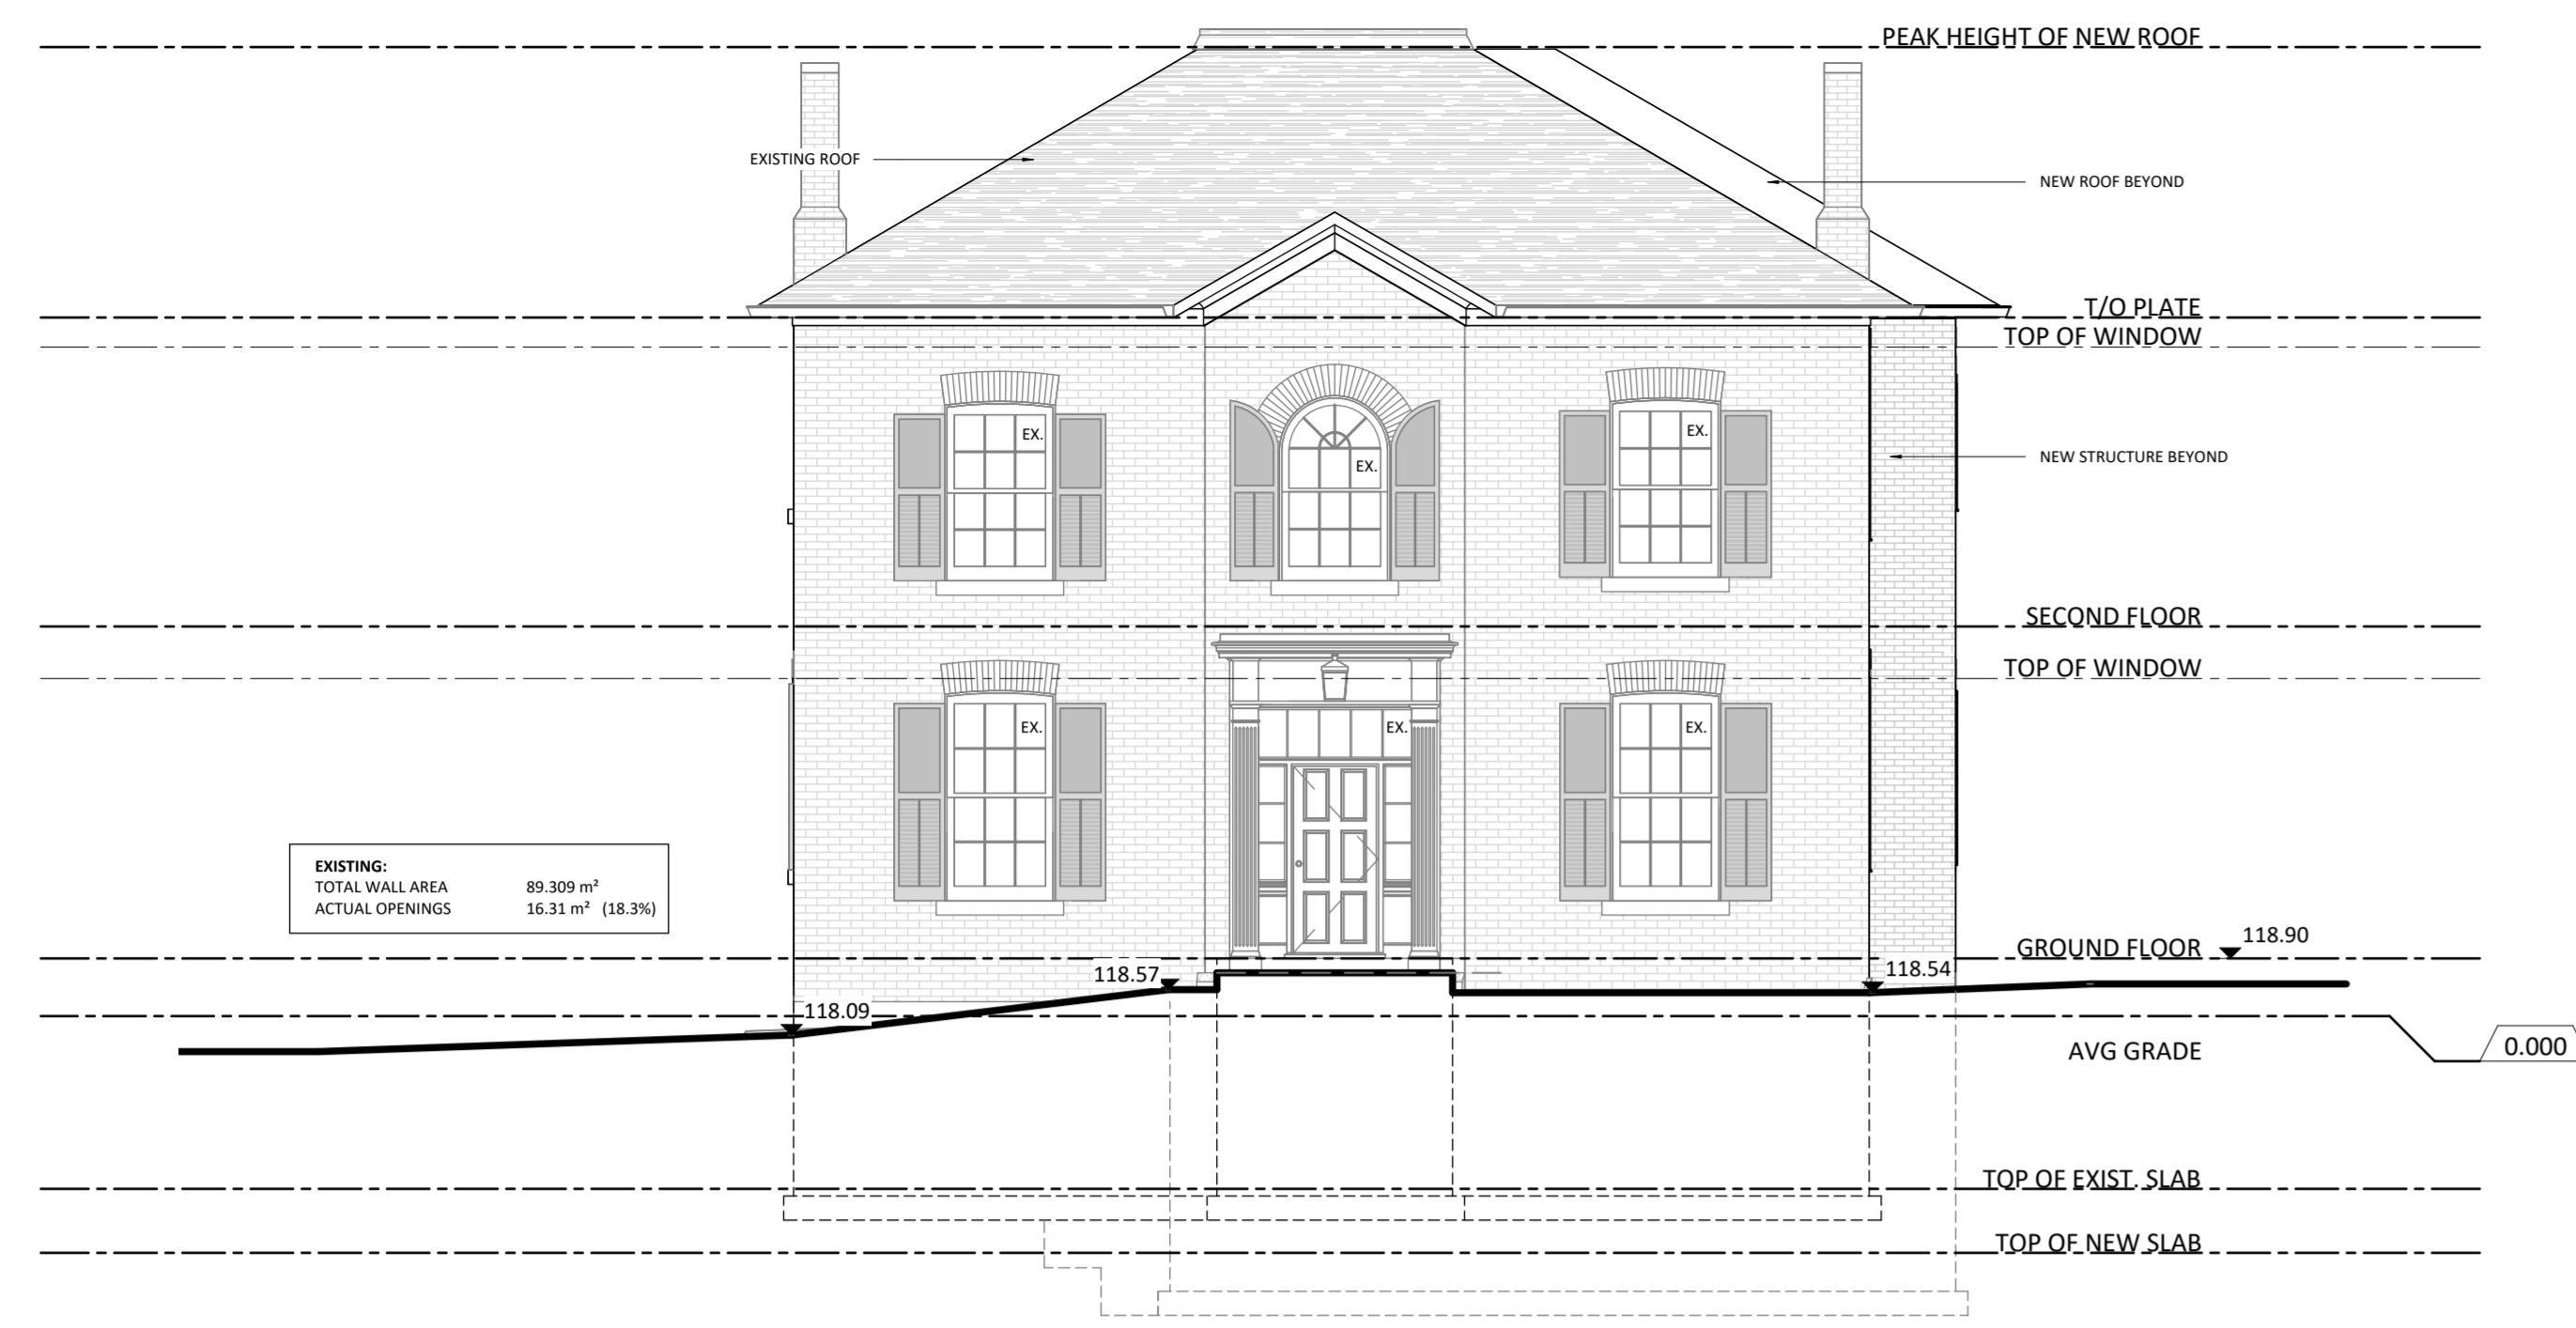 PEAK HEIGHT OF NEW ROOF
EXISTING ROOF
NEW ROOF BEYOND
T/O PLATE
TOP OF WINDOW
EX.
EX.
EX.
NEW STRUCTURE BEYOND
SECOND FLOOR
TOP OF WINDOW
EX.
EX.
EX.
EXISTING:
TOTAL WALL AREA 89.309 m²
ACTUAL OPENINGS 16.31 m² (18.3%)
GROUND FLOOR 118.90
118.57
118.54
118.09
AVG GRADE
0.000
TOP OF EXIST. SLAB
TOP OF NEW SLAB